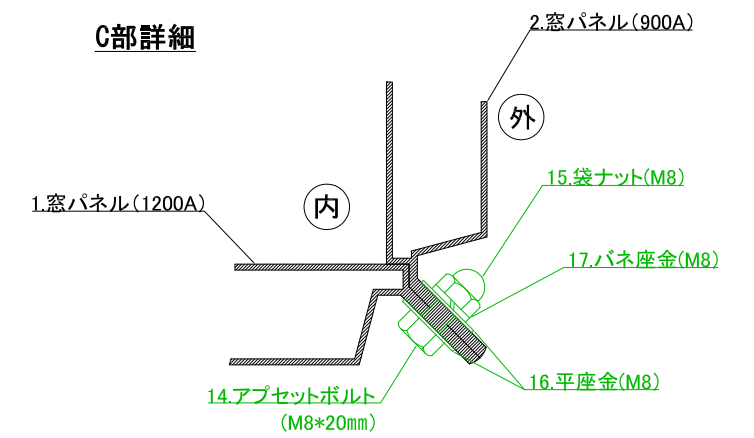 C部詳細
2.窓パネル(900A)
外
15.袋ナット(M8)
1.窓パネル(1200A)
内
17.バネ座金(M8)
16.平座金(M8)
14.アプセットボルト
(M8*20mm)